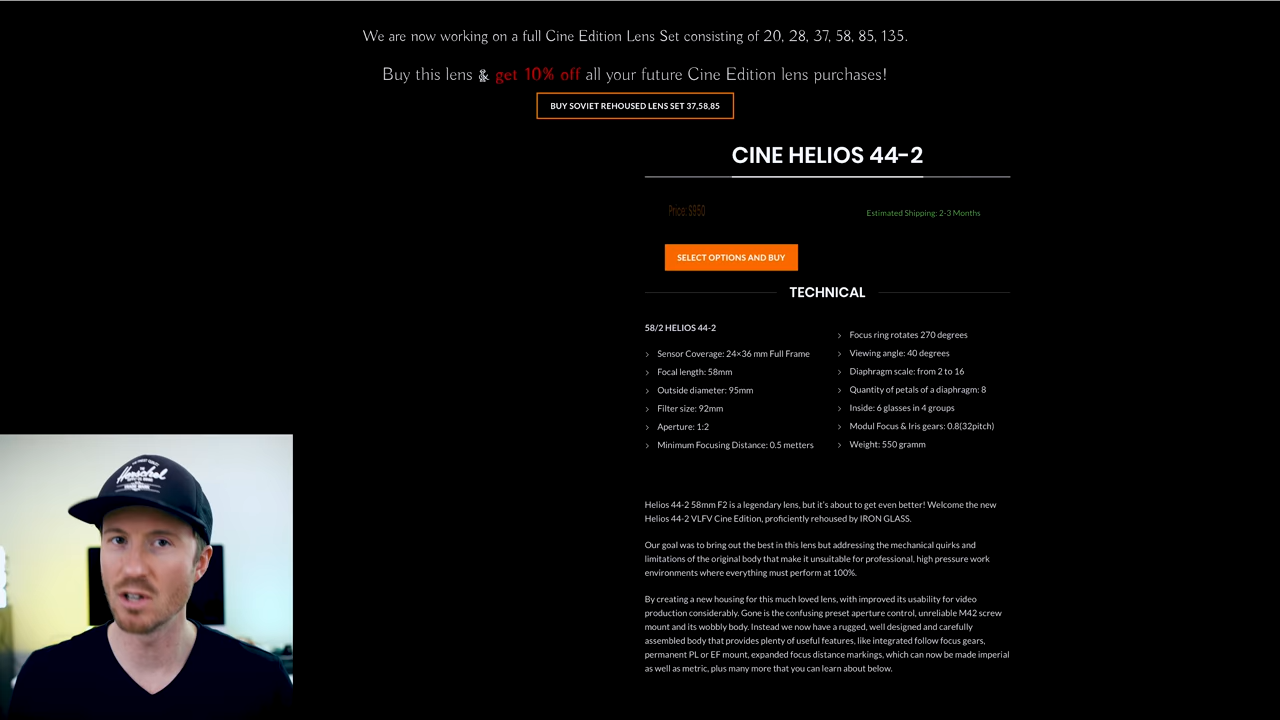 We are now working on a full Cine Edition Lens Set consisting of 20, 28, 37, 58, 85, 135.
Buy this lens & get 10% off all your future Cine Edition lens purchases!
BUY SOVIET REHOUSED LENS SET 37,58,85
CINE HELIOS 44-2
Price: $950
Estimated Shipping: 2-3 Months
SELECT OPTIONS AND BUY
TECHNICAL
58/2 HELIOS 44-2
Sensor Coverage: 24×36 mm Full Frame
Focal length: 58mm
Outside diameter: 95mm
Filter size: 92mm
Aperture: 1:2
Minimum Focusing Distance: 0.5 metters
Focus ring rotates 270 degrees
Viewing angle: 40 degrees
Diaphragm scale: from 2 to 16
Quantity of petals of a diaphragm: 8
Inside: 6 glasses in 4 groups
Modul Focus & Iris gears: 0.8(32pitch)
Weight: 550 gramm
Helios 44-2 58mm F2 is a legendary lens, but it's about to get even better! Welcome the new
Helios 44-2 VLFV Cine Edition, proficiently rehoused by IRON GLASS.
Our goal was to bring out the best in this lens but addressing the mechanical quirks and
limitations of the original body that make it unsuitable for professional, high pressure work
environments where everything must perform at 100%.
By creating a new housing for this much loved lens, with improved its usability for video
production considerably. Gone is the confusing preset aperture control, unreliable M42 screw
mount and its wobbly body. Instead we now have a rugged, well designed and carefully
assembled body that provides plenty of useful features, like integrated follow focus gears,
permanent PL or EF mount, expanded focus distance markings, which can now be made imperial
as well as metric, plus many more that you can learn about below.
Herschel